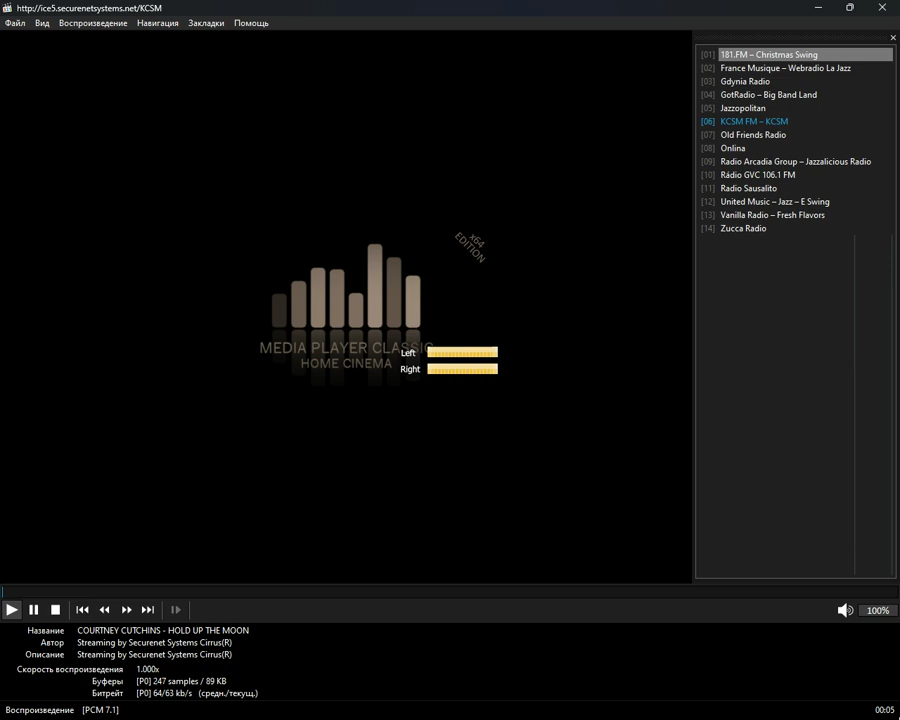 http://ice5.securenetsystems.net/KCSM
Файл Вид Воспроизведение Навигация Закладки Помощь
[01] 181.FM – Christmas Swing
[02] France Musique – Webradio La Jazz
[03] Gdynia Radio
[04] GotRadio – Big Band Land
[05] Jazzopolitan
[06] KCSM FM – KCSM
[07] Old Friends Radio
[08] Onlina
[09] Radio Arcadia Group – Jazzalicious Radio
[10] Rádio GVC 106.1 FM
[11] Radio Sausalito
[12] United Music – Jazz – E Swing
[13] Vanilla Radio – Fresh Flavors
[14] Zucca Radio
x64
EDITION
MEDIA PLAYER CLASSIC
HOME CINEMA
Left
Right
100%
Название COURTNEY CUTCHINS - HOLD UP THE MOON
Автор Streaming by Securenet Systems Cirrus(R)
Описание Streaming by Securenet Systems Cirrus(R)
Скорость воспроизведения 1.000x
Буферы [P0] 247 samples / 89 KB
Битрейт [P0] 64/63 kb/s (средн./текущ.)
Воспроизведение [PCM 7.1] 00:05